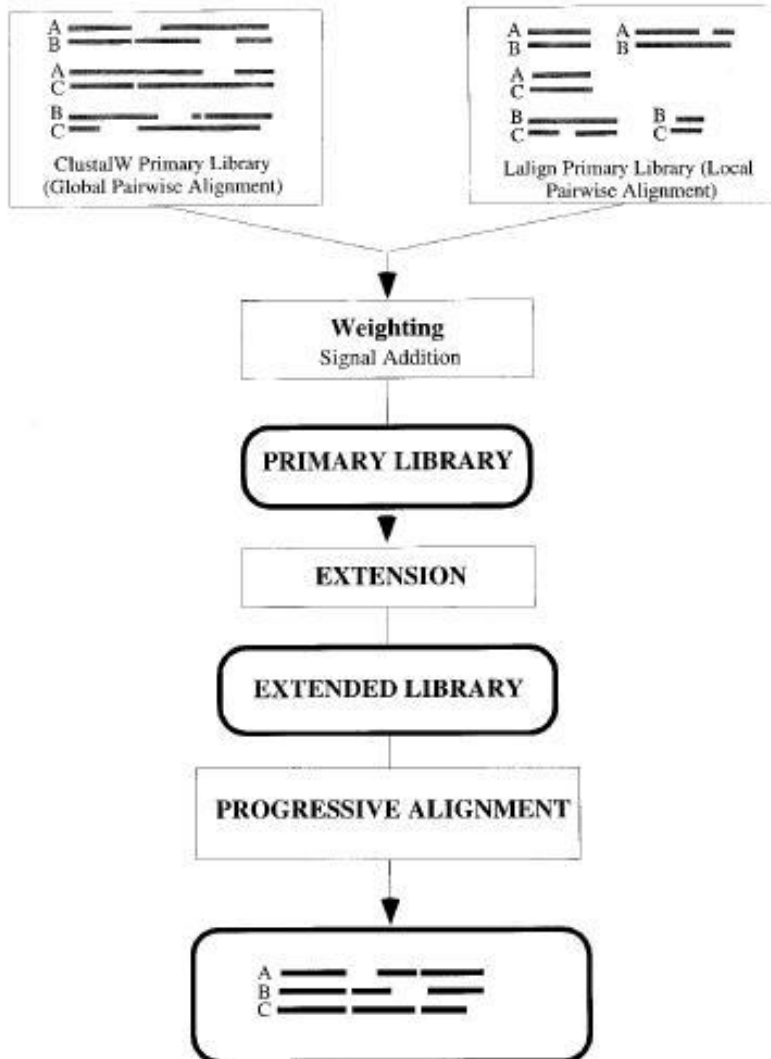 A
B
A
C
B
C
ClustalW Primary Library
(Global Pairwise Alignment)
A
B
A
B
A
C
B
C
B
C
Lalign Primary Library (Local
Pairwise Alignment)
Weighting
Signal Addition
PRIMARY LIBRARY
EXTENSION
EXTENDED LIBRARY
PROGRESSIVE ALIGNMENT
A
B
C